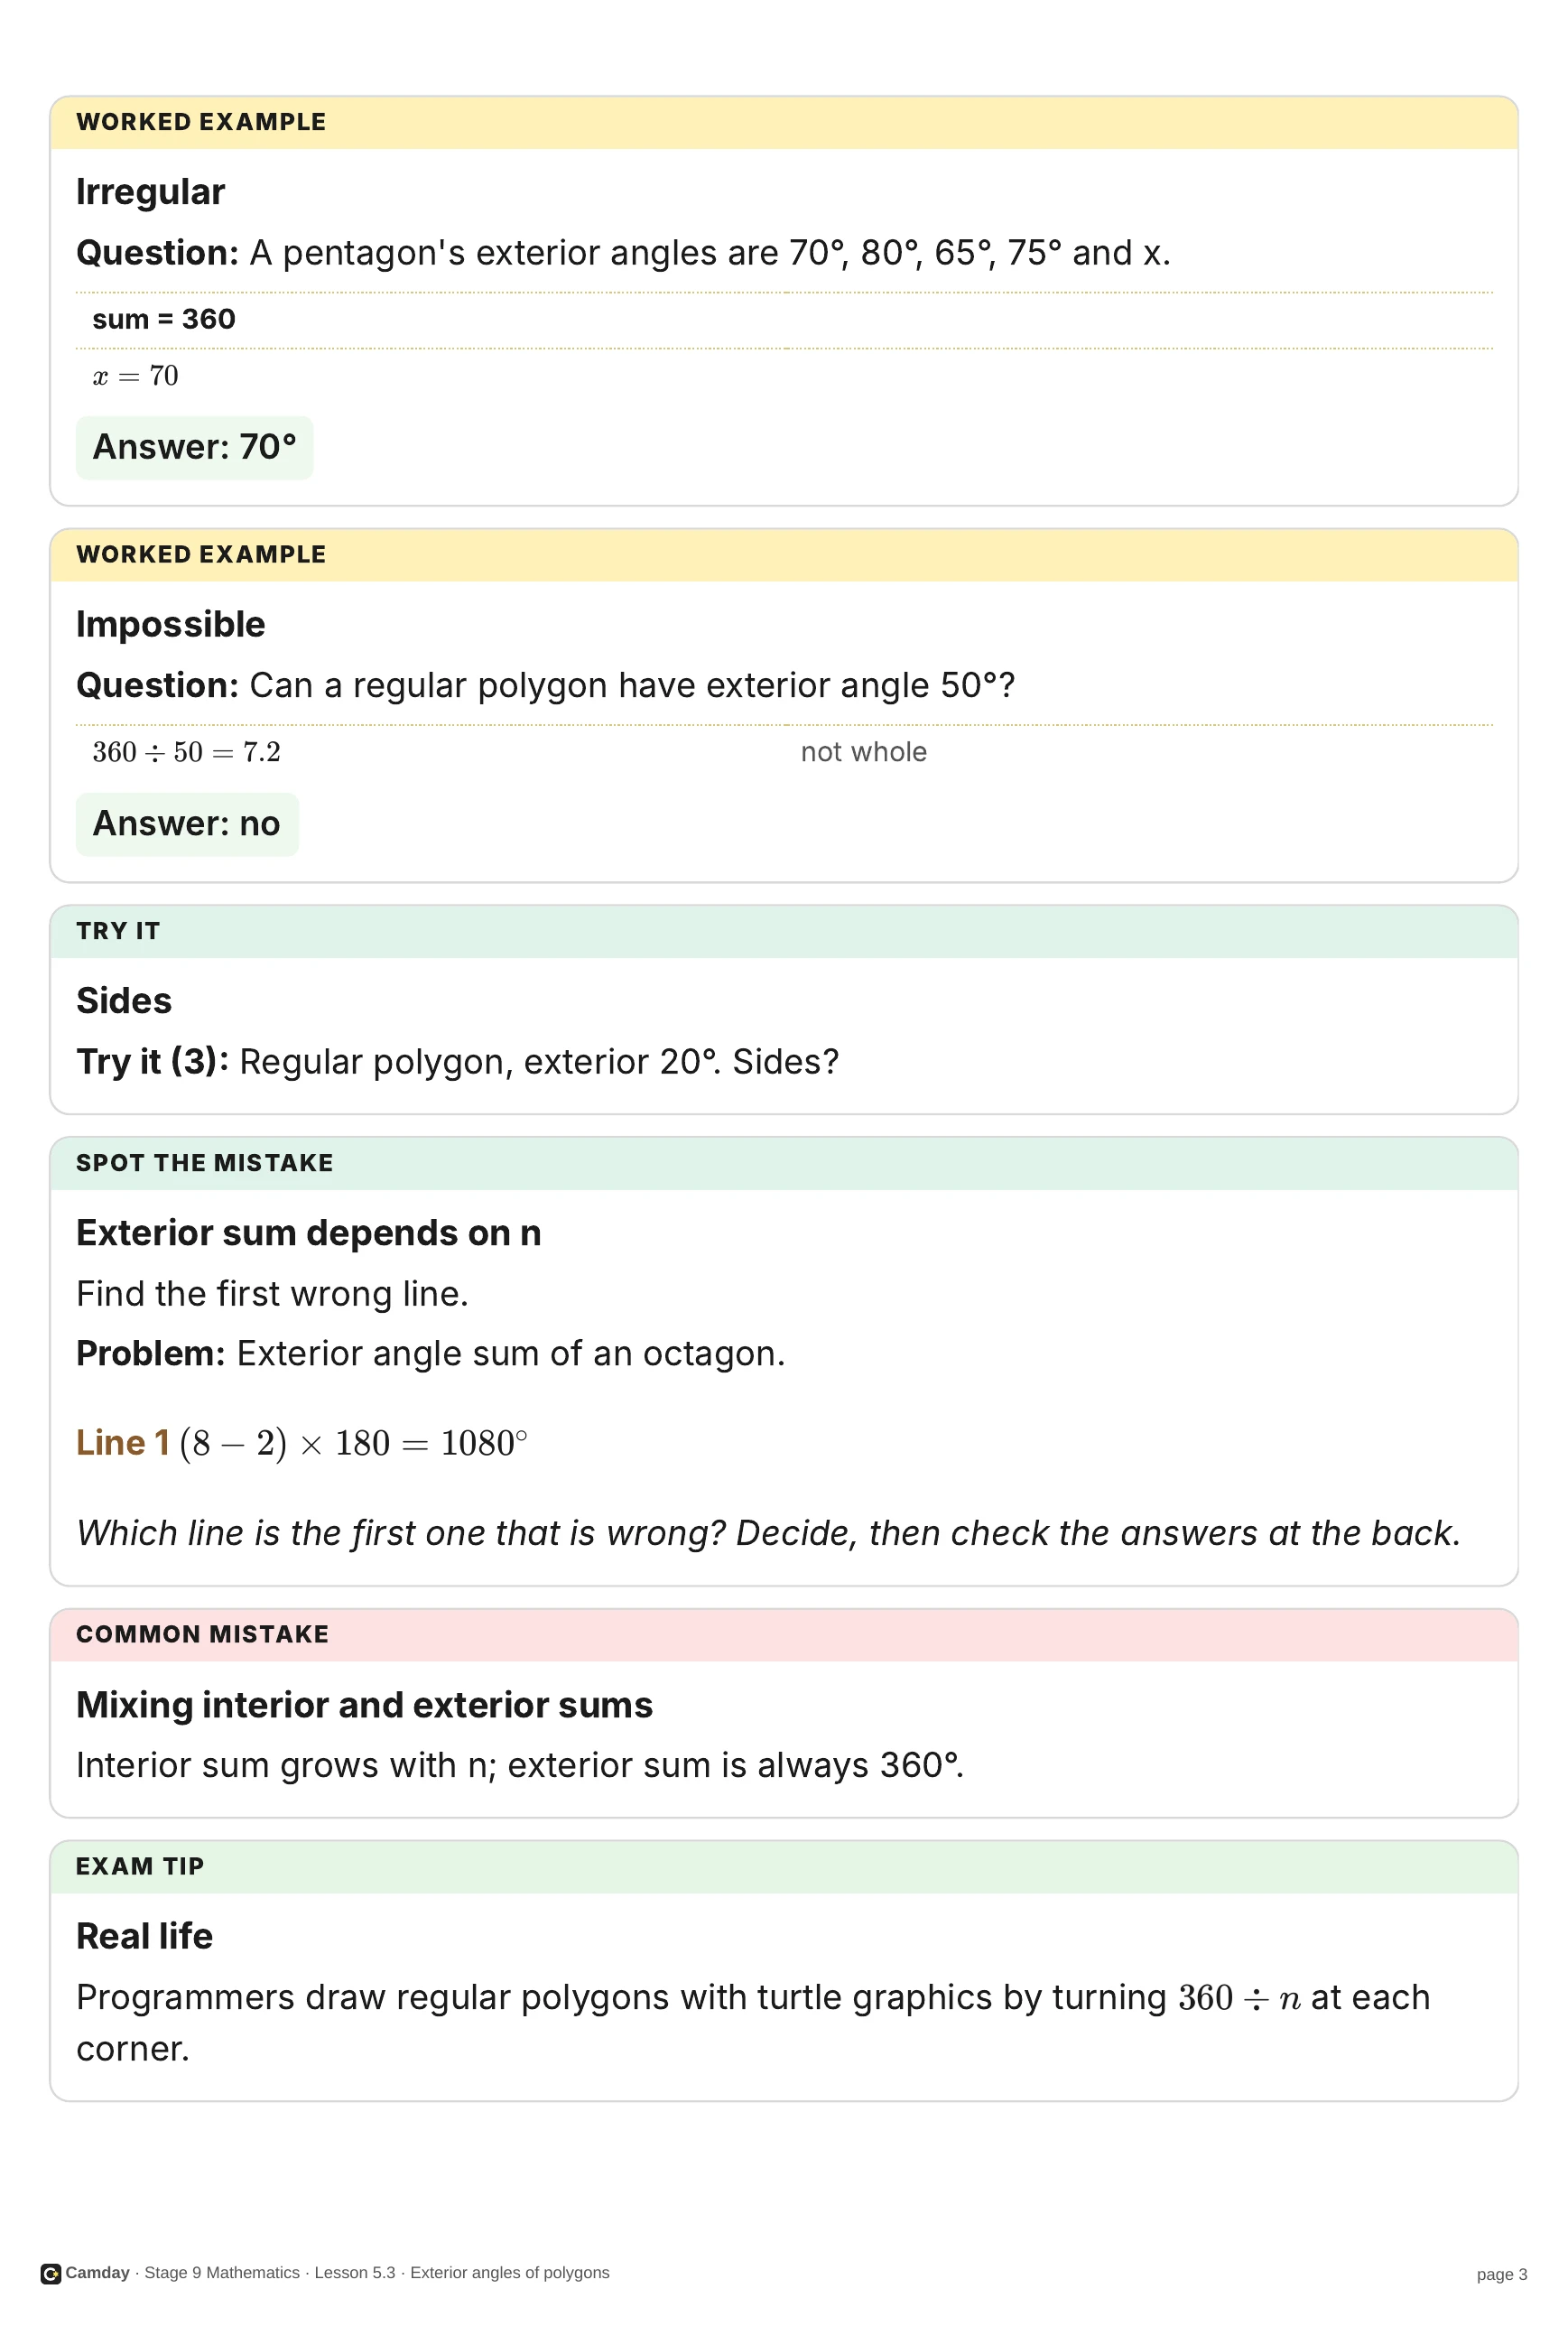 WORKED EXAMPLE
Irregular
Question: A pentagon's exterior angles are 70°, 80°, 65°, 75° and x.
sum = 360
x = 70
Answer: 70°
WORKED EXAMPLE
Impossible
Question: Can a regular polygon have exterior angle 50°?
360 ÷ 50 = 7.2 not whole
Answer: no
TRY IT
Sides
Try it (3): Regular polygon, exterior 20°. Sides?
SPOT THE MISTAKE
Exterior sum depends on n
Find the first wrong line.
Problem: Exterior angle sum of an octagon.
Line 1 (8 − 2) × 180 = 1080°
Which line is the first one that is wrong? Decide, then check the answers at the back.
COMMON MISTAKE
Mixing interior and exterior sums
Interior sum grows with n; exterior sum is always 360°.
EXAM TIP
Real life
Programmers draw regular polygons with turtle graphics by turning 360 ÷ n at each
corner.
Camday · Stage 9 Mathematics · Lesson 5.3 · Exterior angles of polygons page 3